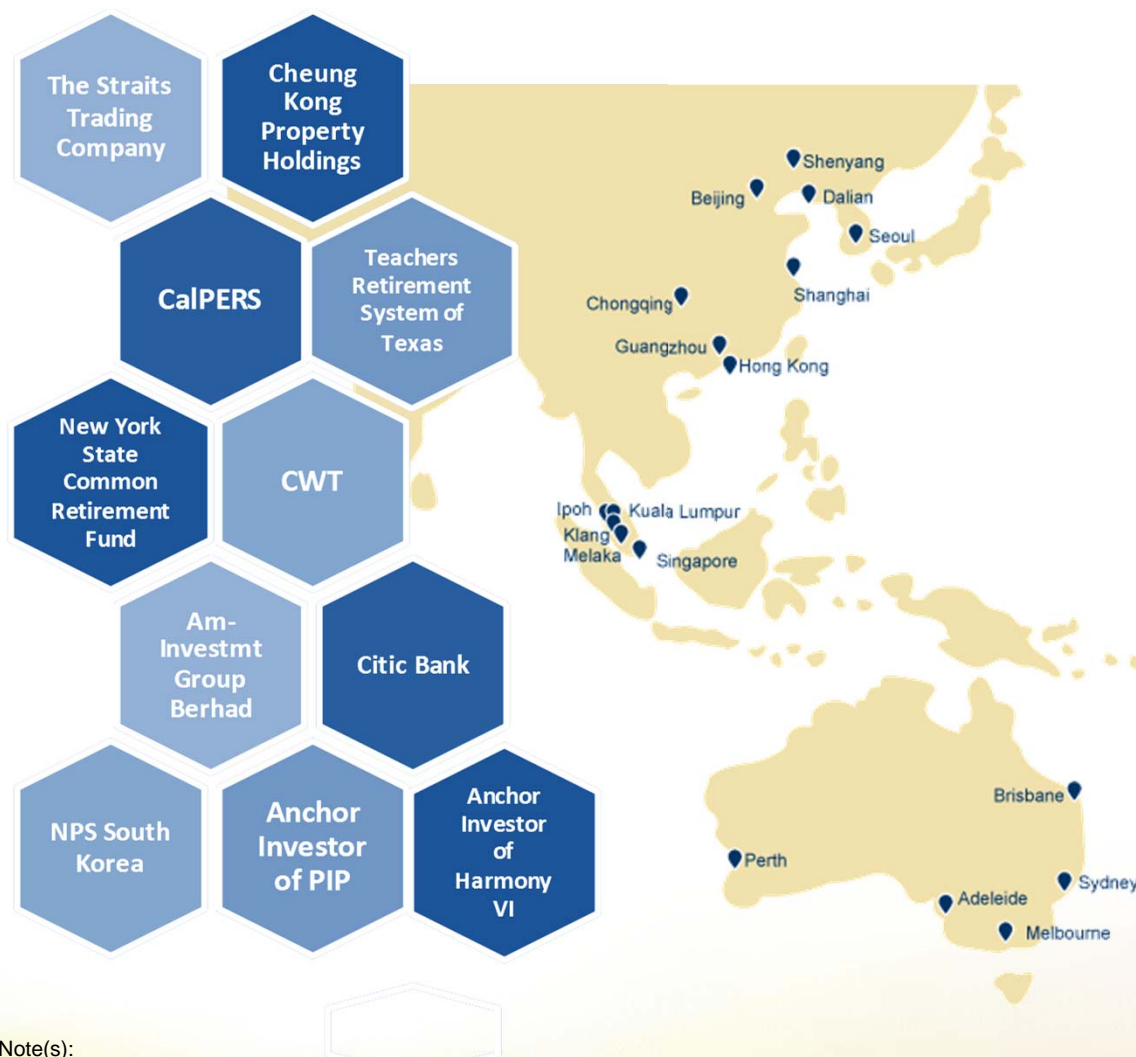 The Straits
Trading
Company
Cheung
Kong
Property
Holdings
CalPERS
Teachers
Retirement
System of
Texas
New York
State
Common
Retirement
Fund
CWT
Am-
Investmt
Group
Berhad
Citic Bank
NPS South
Korea
Anchor
Investor
of PIP
Anchor
Investor
of
Harmony
VI
Shenyang
Beijing
Dalian
Seoul
Shanghai
Chongqing
Guangzhou
Hong Kong
Ipoh
Kuala Lumpur
Klang
Melaka
Singapore
Brisbane
Perth
Sydney
Adeleide
Melbourne
Note(s):